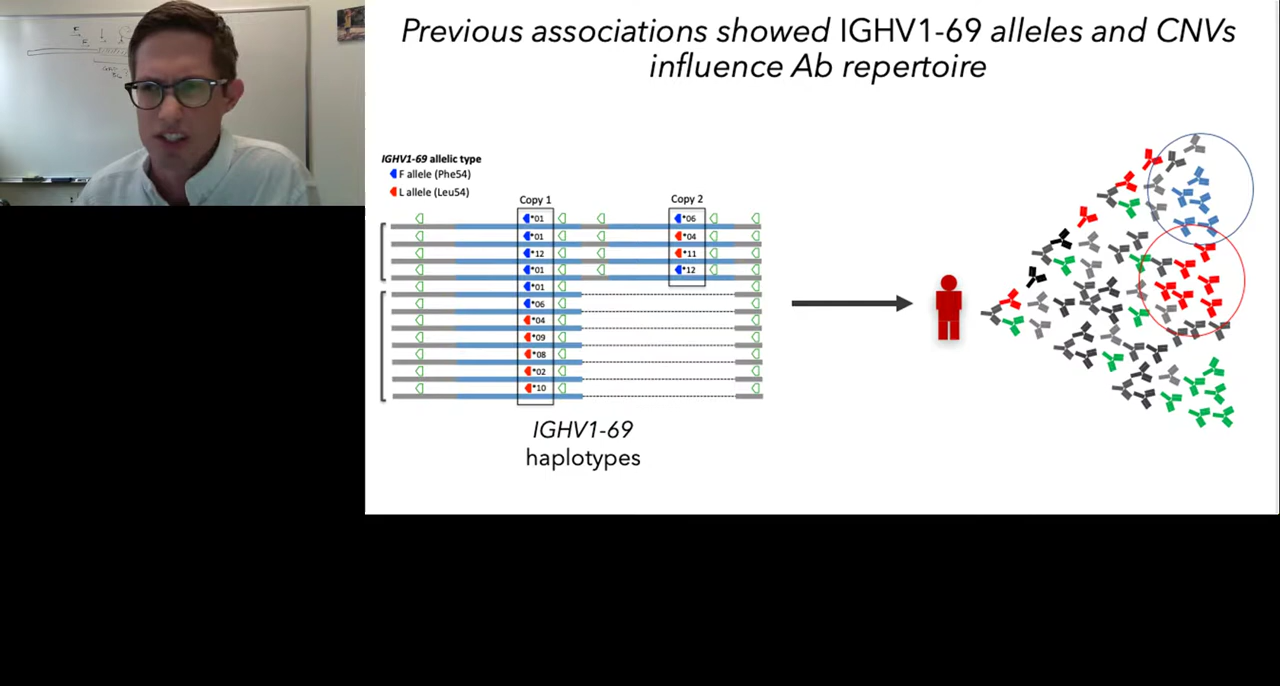 Previous associations showed IGHV1-69 alleles and CNVs
influence Ab repertoire
IGHV1-69 allelic type
F allele (Phe54)
L allele (Leu54)
Copy 1
Copy 2
*01
*06
*01
*04
*12
*11
*01
*12
*01
*06
*04
*09
*08
*02
*10
IGHV1-69
haplotypes